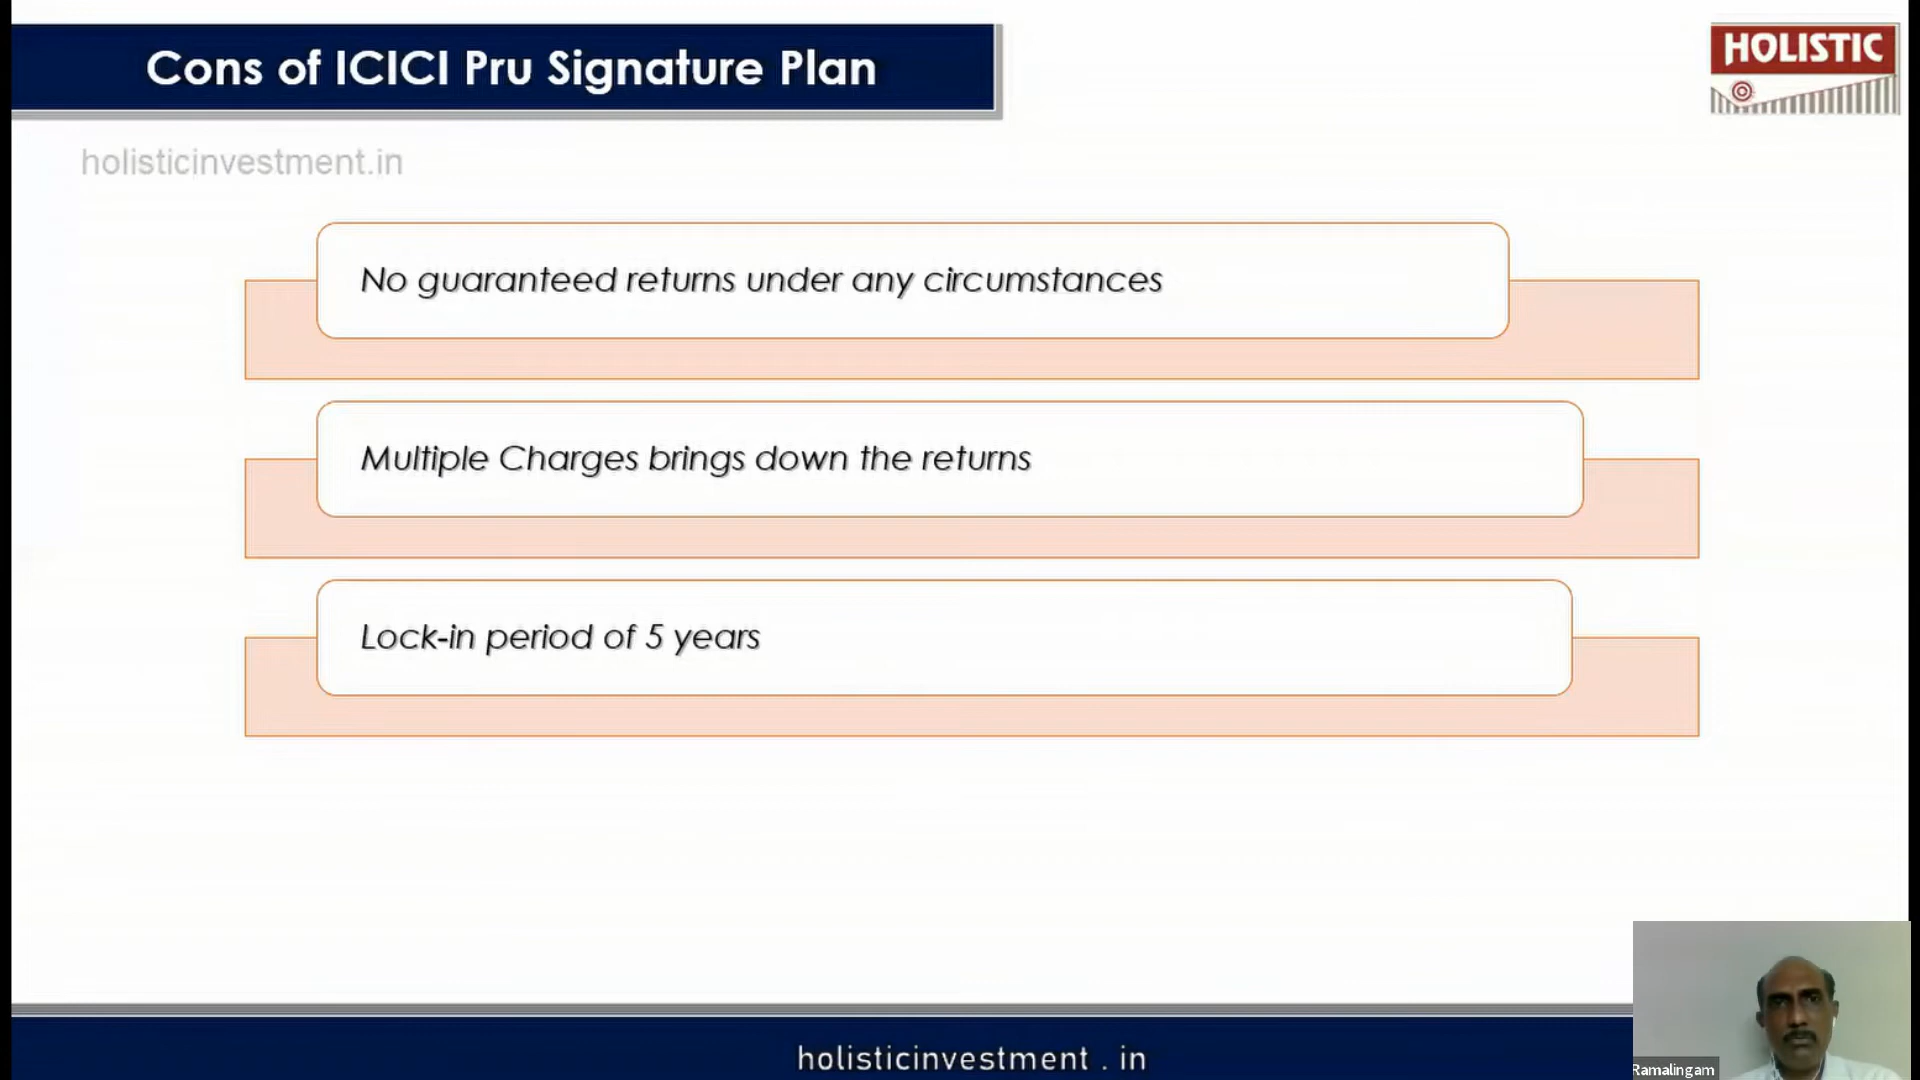 Cons of ICICI Pru Signature Plan
HOLISTIC
holisticinvestment.in
No guaranteed returns under any circumstances
Multiple Charges brings down the returns
Lock-in period of 5 years
holisticinvestment . in
Ramalingam